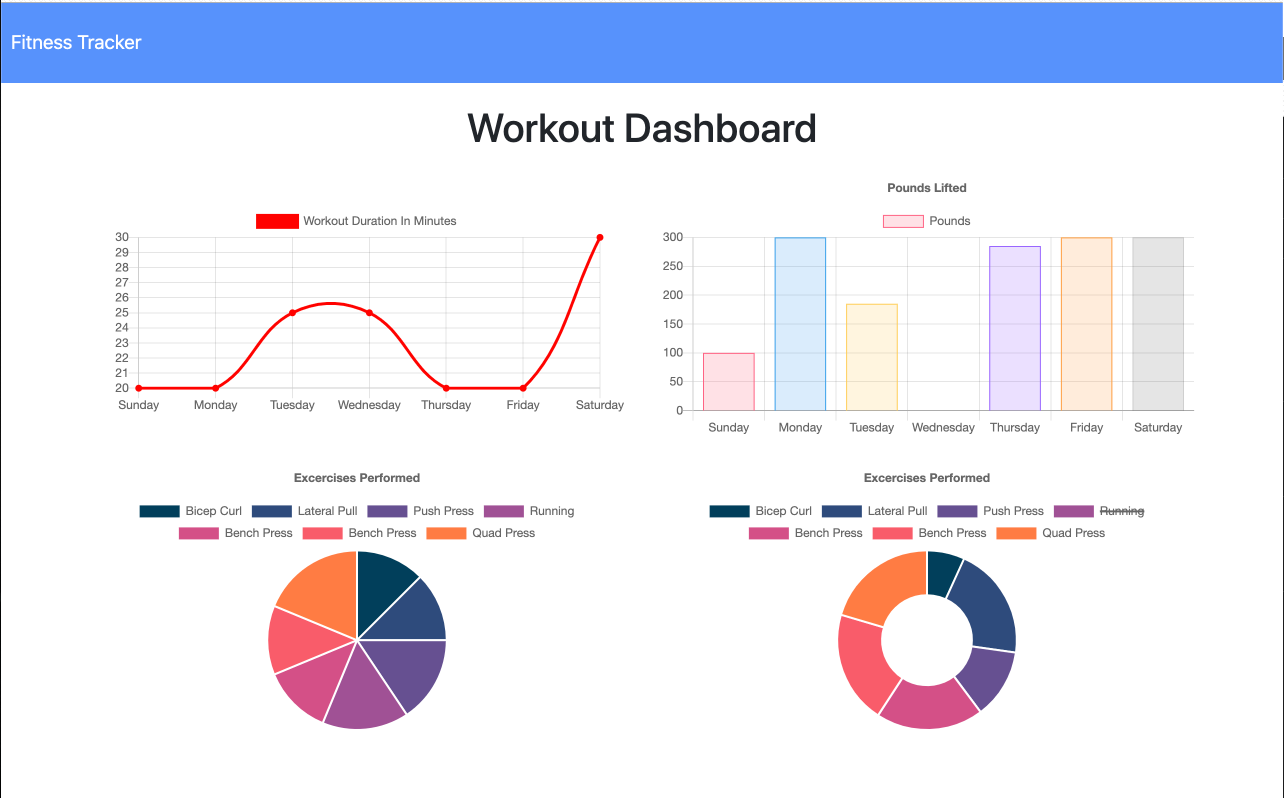 Fitness Tracker
Workout Dashboard
Workout Duration In Minutes
30
29
28
27
26
25
24
23
22
21
20
Sunday Monday Tuesday Wednesday Thursday Friday Saturday
Pounds Lifted
Pounds
300
250
200
150
100
50
0
Sunday Monday Tuesday Wednesday Thursday Friday Saturday
Excercises Performed
Bicep Curl Lateral Pull Push Press Running
Bench Press Bench Press Quad Press
Excercises Performed
Bicep Curl Lateral Pull Push Press Running
Bench Press Bench Press Quad Press